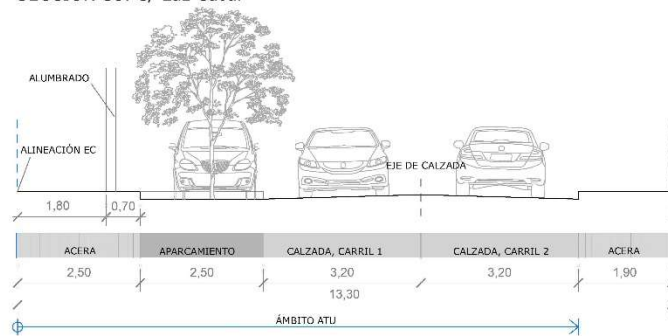 ALUMBRADO
ALINEACIÓN EC
EJE DE CALZADA
1,80 0,70
ACERA APARCAMIENTO CALZADA, CARRIL 1 CALZADA, CARRIL 2 ACERA
2,50 2,50 3,20 3,20 1,90
13,30
ÁMBITO ATU